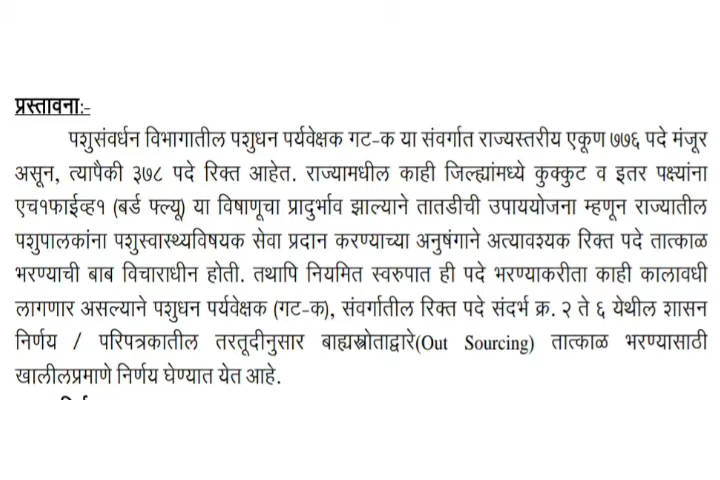 प्रस्तावना:-
पशुसंवर्धन विभागातील पशुधन पर्यवेक्षक गट-क या संवर्गात राज्यस्तरीय एकूण ७७६ पदे मंजूर
असून, त्यापैकी ३७८ पदे रिक्त आहेत. राज्यामधील काही जिल्ह्यांमध्ये कुक्कुट व इतर पक्ष्यांना
एच१फाईव्ह१ (बर्ड फ्ल्यू) या विषाणूचा प्रादुर्भाव झाल्याने तातडीची उपाययोजना म्हणून राज्यातील
पशुपालकांना पशुस्वास्थ्यविषयक सेवा प्रदान करण्याच्या अनुषंगाने अत्यावश्यक रिक्त पदे तात्काळ
भरण्याची बाब विचाराधीन होती. तथापि नियमित स्वरुपात ही पदे भरण्याकरीता काही कालावधी
लागणार असल्याने पशुधन पर्यवेक्षक (गट-क), संवर्गातील रिक्त पदे संदर्भ क्र. २ ते ६ येथील शासन
निर्णय / परिपत्रकातील तरतूदीनुसार बाह्यस्त्रोताद्वारे(Out Sourcing) तात्काळ भरण्यासाठी
खालीलप्रमाणे निर्णय घेण्यात येत आहे.